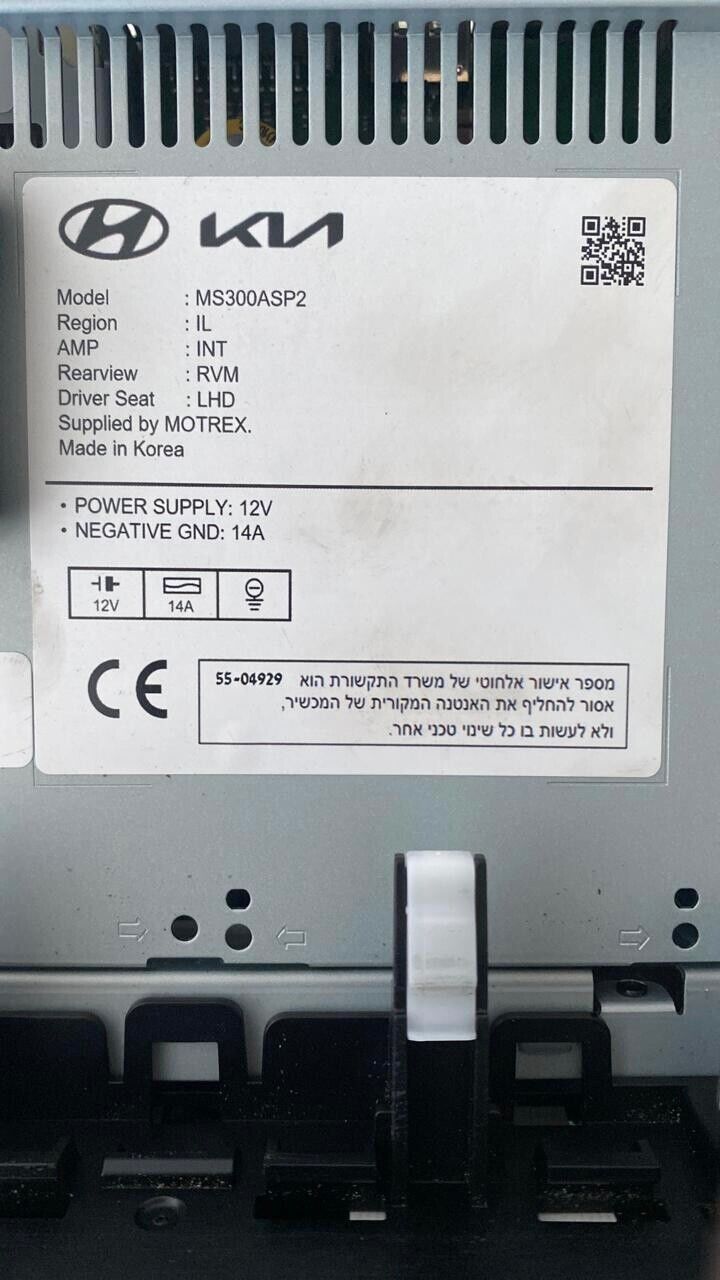 KIA
Model : MS300ASP2
Region : IL
AMP : INT
Rearview : RVM
Driver Seat : LHD
Supplied by MOTREX.
Made in Korea
• POWER SUPPLY: 12V
• NEGATIVE GND: 14A
12V
14A
CE
מספר אישור אלחוטי של משרד התקשורת הוא 55-04929
אסור להחליף את האנטנה המקורית של המכשיר,
ולא לעשות בו כל שינוי טכני אחר.